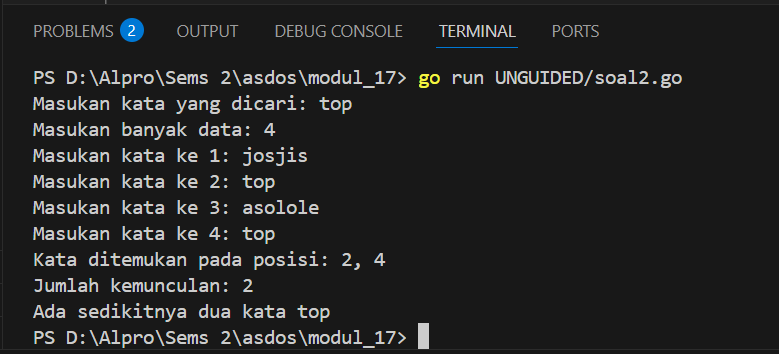 PROBLEMS 2 OUTPUT DEBUG CONSOLE TERMINAL PORTS
PS D:\Alpro\Sems 2\asdos\modul_17> go run UNGUIDED/soal2.go
Masukan kata yang dicari: top
Masukan banyak data: 4
Masukan kata ke 1: josjis
Masukan kata ke 2: top
Masukan kata ke 3: asolole
Masukan kata ke 4: top
Kata ditemukan pada posisi: 2, 4
Jumlah kemunculan: 2
Ada sedikitnya dua kata top
PS D:\Alpro\Sems 2\asdos\modul_17>